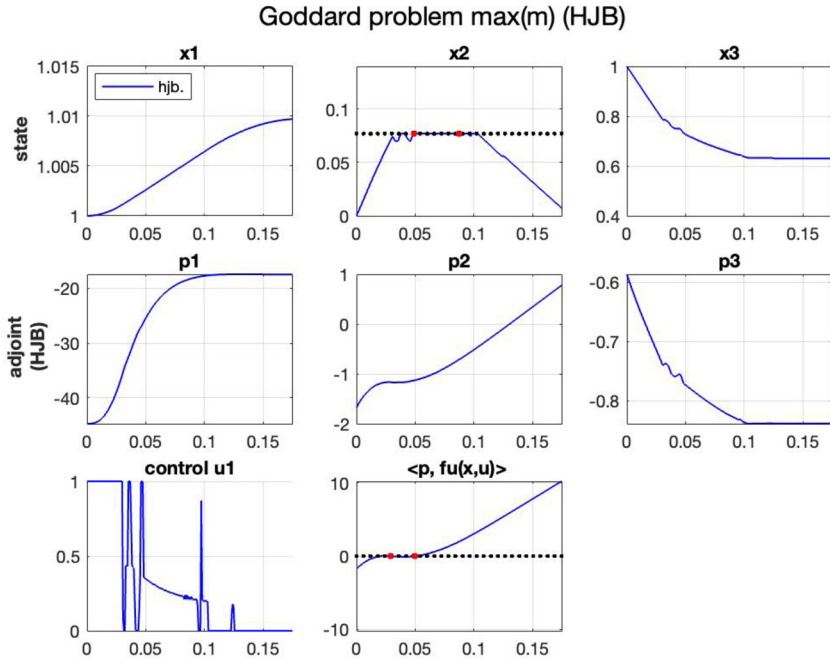 Goddard problem max(m) (HJB)
x1
x2
x3
1.015
1.01
1.005
1
state
hjb.
0 0.05 0.1 0.15
0.1
0.05
0
0 0.05 0.1 0.15
1
0.8
0.6
0.4
0 0.05 0.1 0.15
p1
p2
p3
adjoint
(HJB)
-20
-30
-40
0 0.05 0.1 0.15
1
0
-1
-2
0 0.05 0.1 0.15
-0.6
-0.7
-0.8
0 0.05 0.1 0.15
control u1
<p, fu(x,u)>
1
0.5
0
0 0.05 0.1 0.15
10
0
-10
0 0.05 0.1 0.15